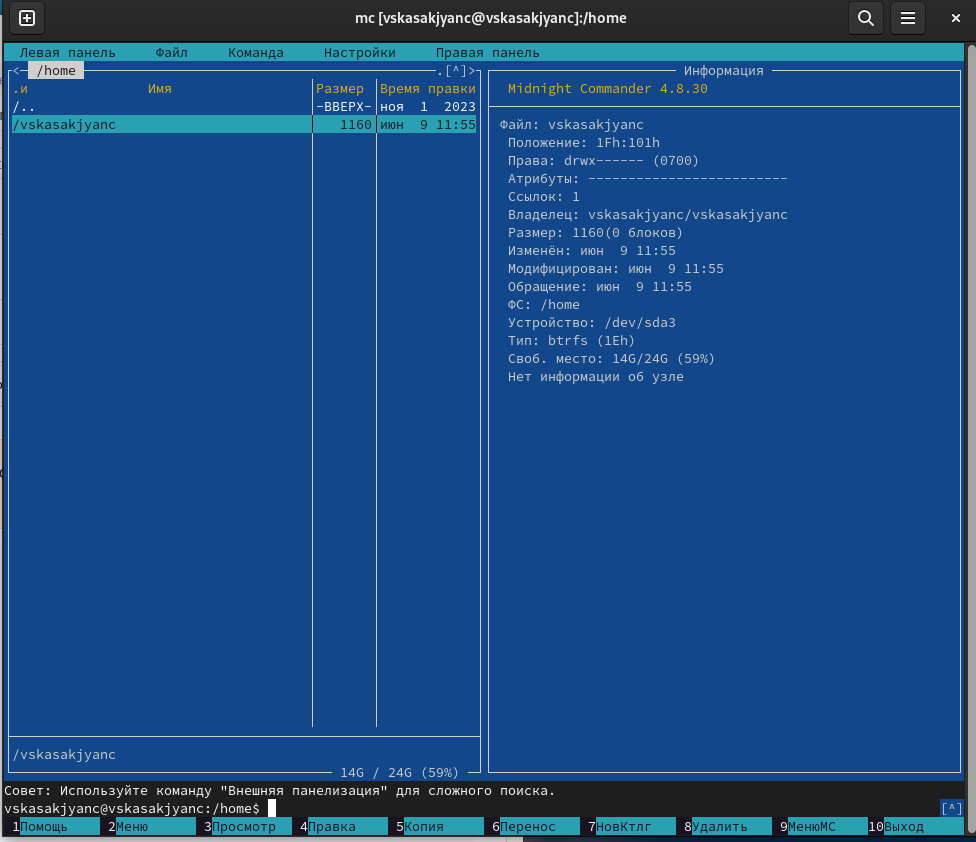 mc [vskasakjyanc@vskasakjyanc]:/home
Левая панель Файл Команда Настройки Правая панель
<─ /home .[^]>
.и Имя Размер Время правки
/.. -ВВЕРХ- ноя 1 2023
/vskasakjyanc 1160 июн 9 11:55
/vskasakjyanc
14G / 24G (59%)
Информация
Midnight Commander 4.8.30
Файл: vskasakjyanc
Положение: 1Fh:101h
Права: drwx------ (0700)
Атрибуты: -------------------------
Ссылок: 1
Владелец: vskasakjyanc/vskasakjyanc
Размер: 1160(0 блоков)
Изменён: июн 9 11:55
Модифицирован: июн 9 11:55
Обращение: июн 9 11:55
ФС: /home
Устройство: /dev/sda3
Тип: btrfs (1Eh)
Своб. место: 14G/24G (59%)
Нет информации об узле
Совет: Используйте команду "Внешняя панелизация" для сложного поиска.
vskasakjyanc@vskasakjyanc:/home$ [^]
1Помощь 2Меню 3Просмотр 4Правка 5Копия 6Перенос 7НовКтлг 8Удалить 9МенюМС 10Выход